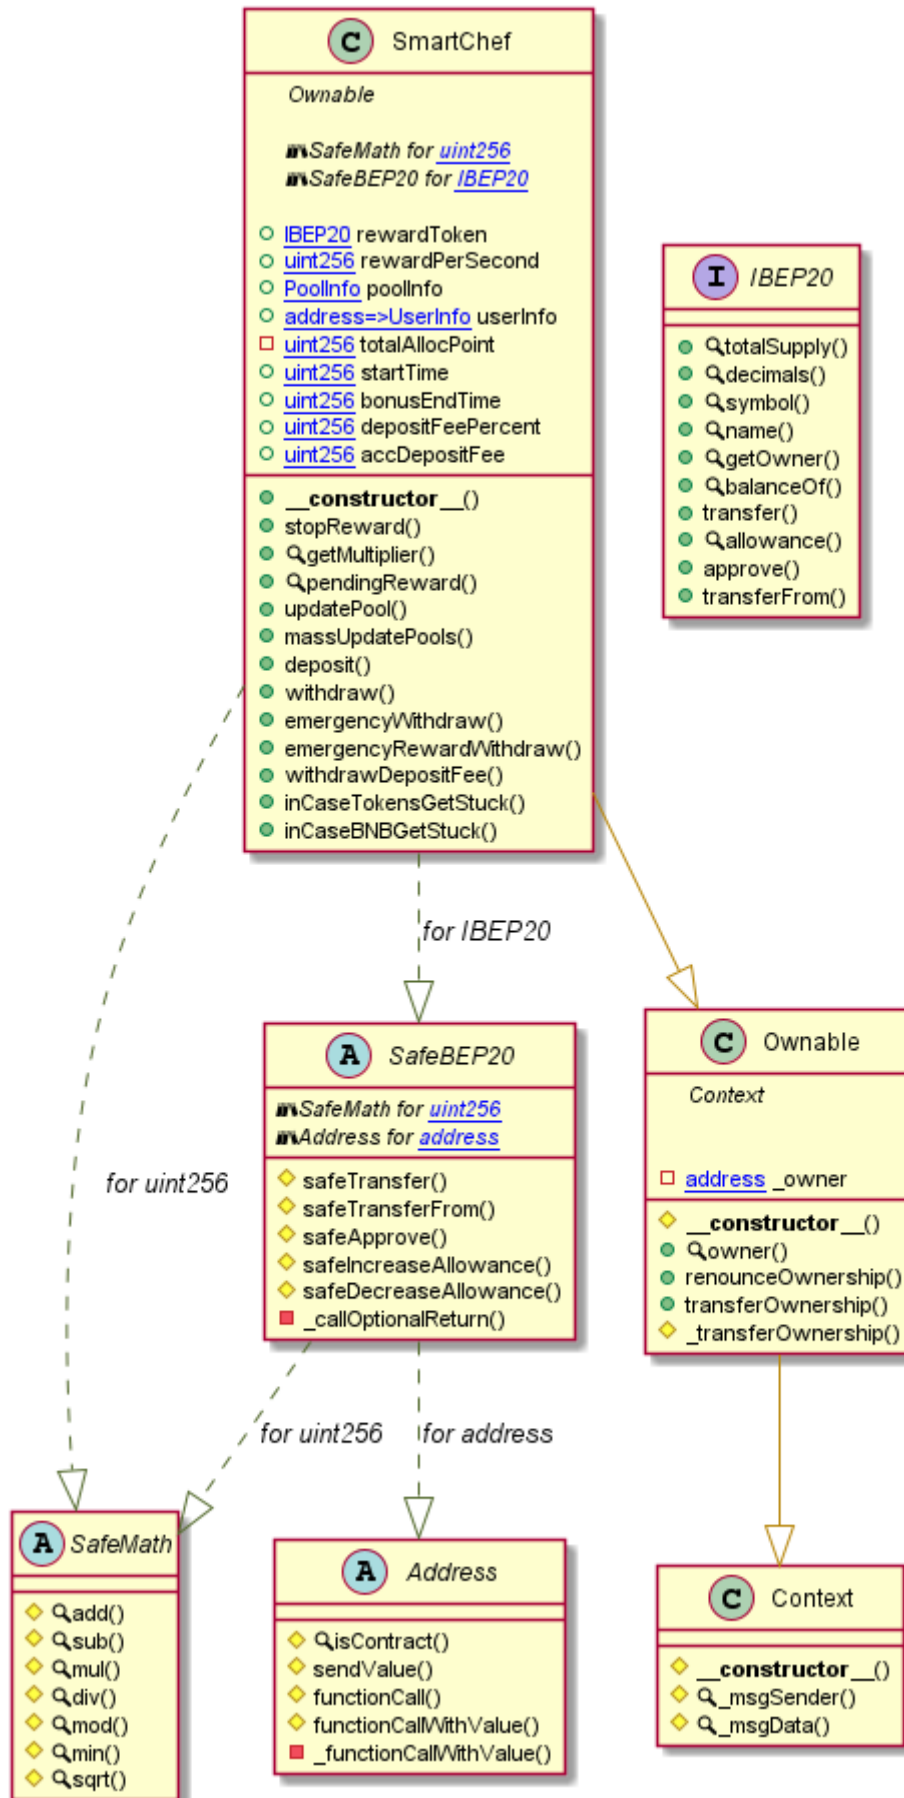 C SmartChef
Ownable
SafeMath for uint256
SafeBEP20 for IBEP20
IBEP20 rewardToken
uint256 rewardPerSecond
PoolInfo poolInfo
address=>UserInfo userInfo
uint256 totalAllocPoint
uint256 startTime
uint256 bonusEndTime
uint256 depositFeePercent
uint256 accDepositFee
__constructor__()
stopReward()
getMultiplier()
pendingReward()
updatePool()
massUpdatePools()
deposit()
withdraw()
emergencyWithdraw()
emergencyRewardWithdraw()
withdrawDepositFee()
inCaseTokensGetStuck()
inCaseBNBGetStuck()
I IBEP20
totalSupply()
decimals()
symbol()
name()
getOwner()
balanceOf()
transfer()
allowance()
approve()
transferFrom()
for IBEP20
for uint256
A SafeBEP20
SafeMath for uint256
Address for address
safeTransfer()
safeTransferFrom()
safeApprove()
safeIncreaseAllowance()
safeDecreaseAllowance()
_callOptionalReturn()
C Ownable
Context
address _owner
__constructor__()
owner()
renounceOwnership()
transferOwnership()
_transferOwnership()
for uint256
for address
A SafeMath
add()
sub()
mul()
div()
mod()
min()
sqrt()
A Address
isContract()
sendValue()
functionCall()
functionCallWithValue()
_functionCallWithValue()
C Context
__constructor__()
_msgSender()
_msgData()